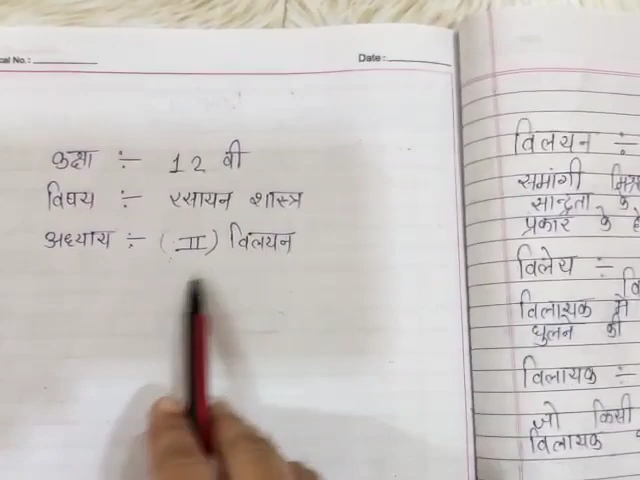 cal No.:
Date:
कक्षा :- 12 वी
विषय :- रसायन शास्त्र
अध्याय :- (II) विलयन
विलयन :-
समांगी
सान्द्रता के
प्रकार के
विलेय :-
विलायक मे
घुलन की
विलायक :-
जो किसी
विलायक